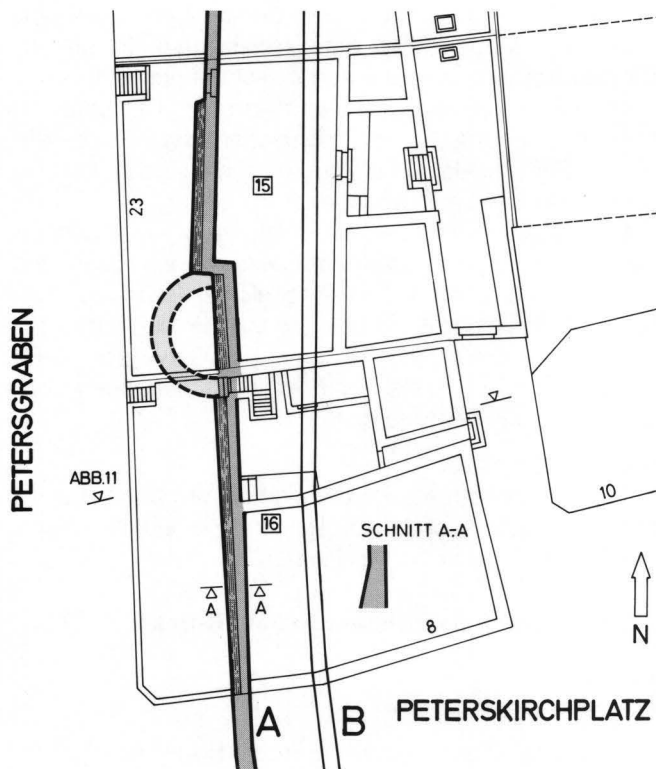 15
23
PETERSGRABEN
ABB.11
10
16
SCHNITT A-A
A
A
8
N
A
B
PETERSKIRCHPLATZ